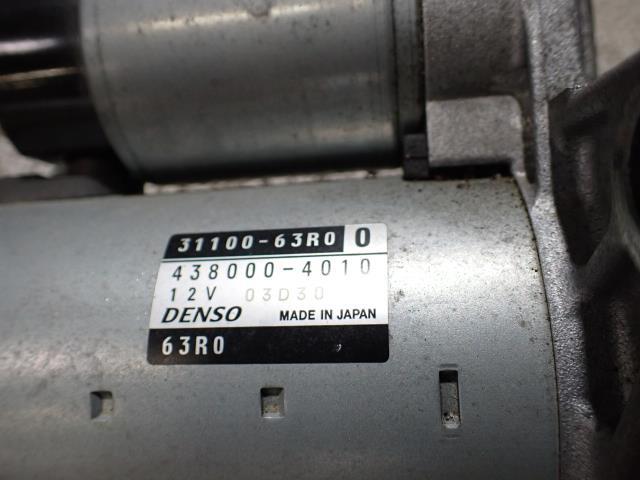 31100-63R0 0
438000-4010
12V 03D30
DENSO MADE IN JAPAN
63R0